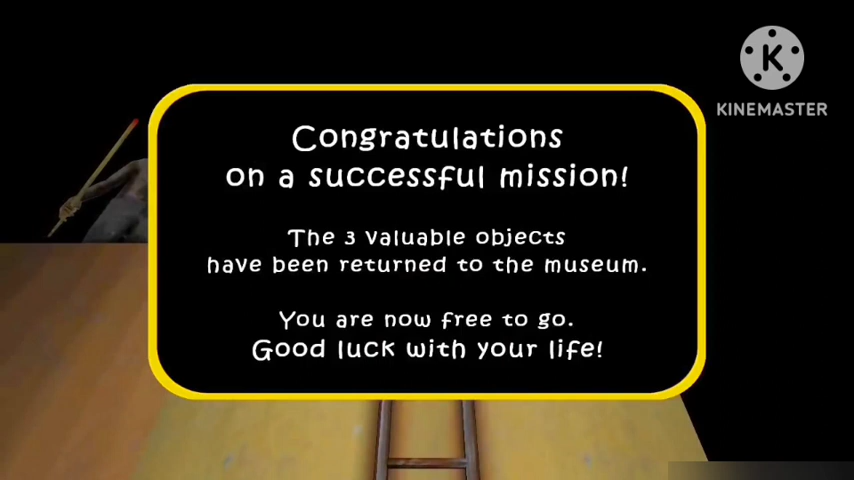 KINEMASTER
Congratulations
on a successful mission!
The 3 valuable objects
have been returned to the museum.
You are now free to go.
Good luck with your life!